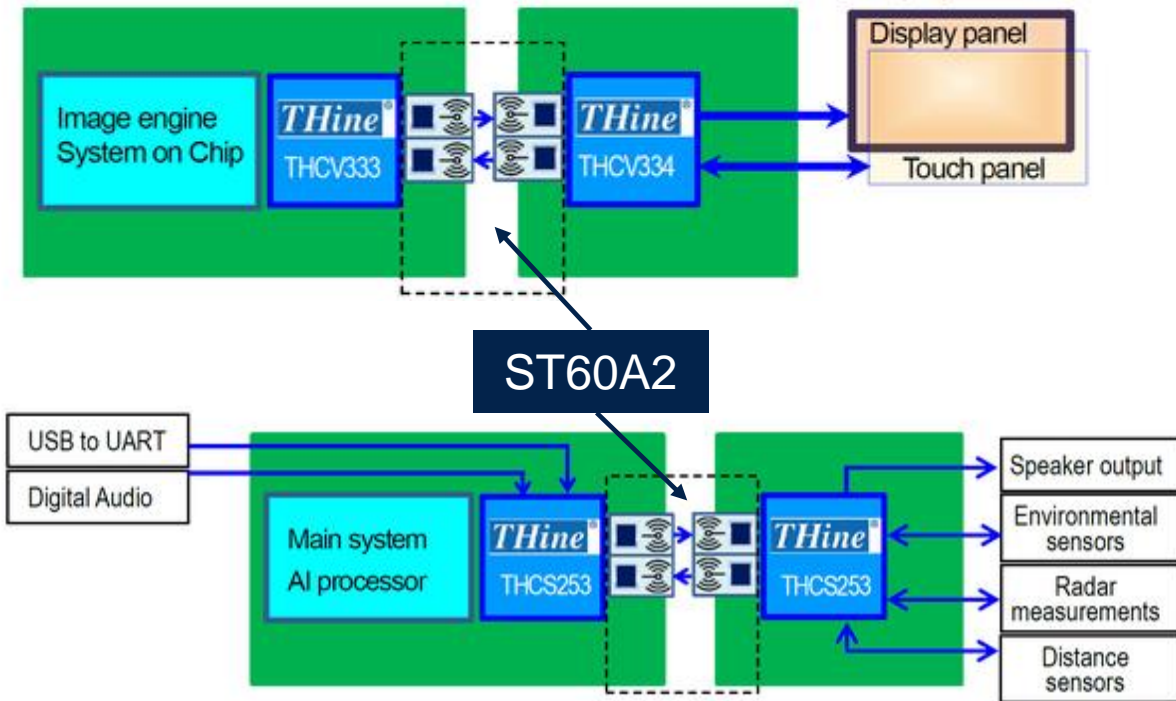 Image engine
System on Chip
THine®
THCV333
THine®
THCV334
Display panel
Touch panel
ST60A2
USB to UART
Digital Audio
Main system
AI processor
THine®
THCS253
THine®
THCS253
Speaker output
Environmental
sensors
Radar
measurements
Distance
sensors